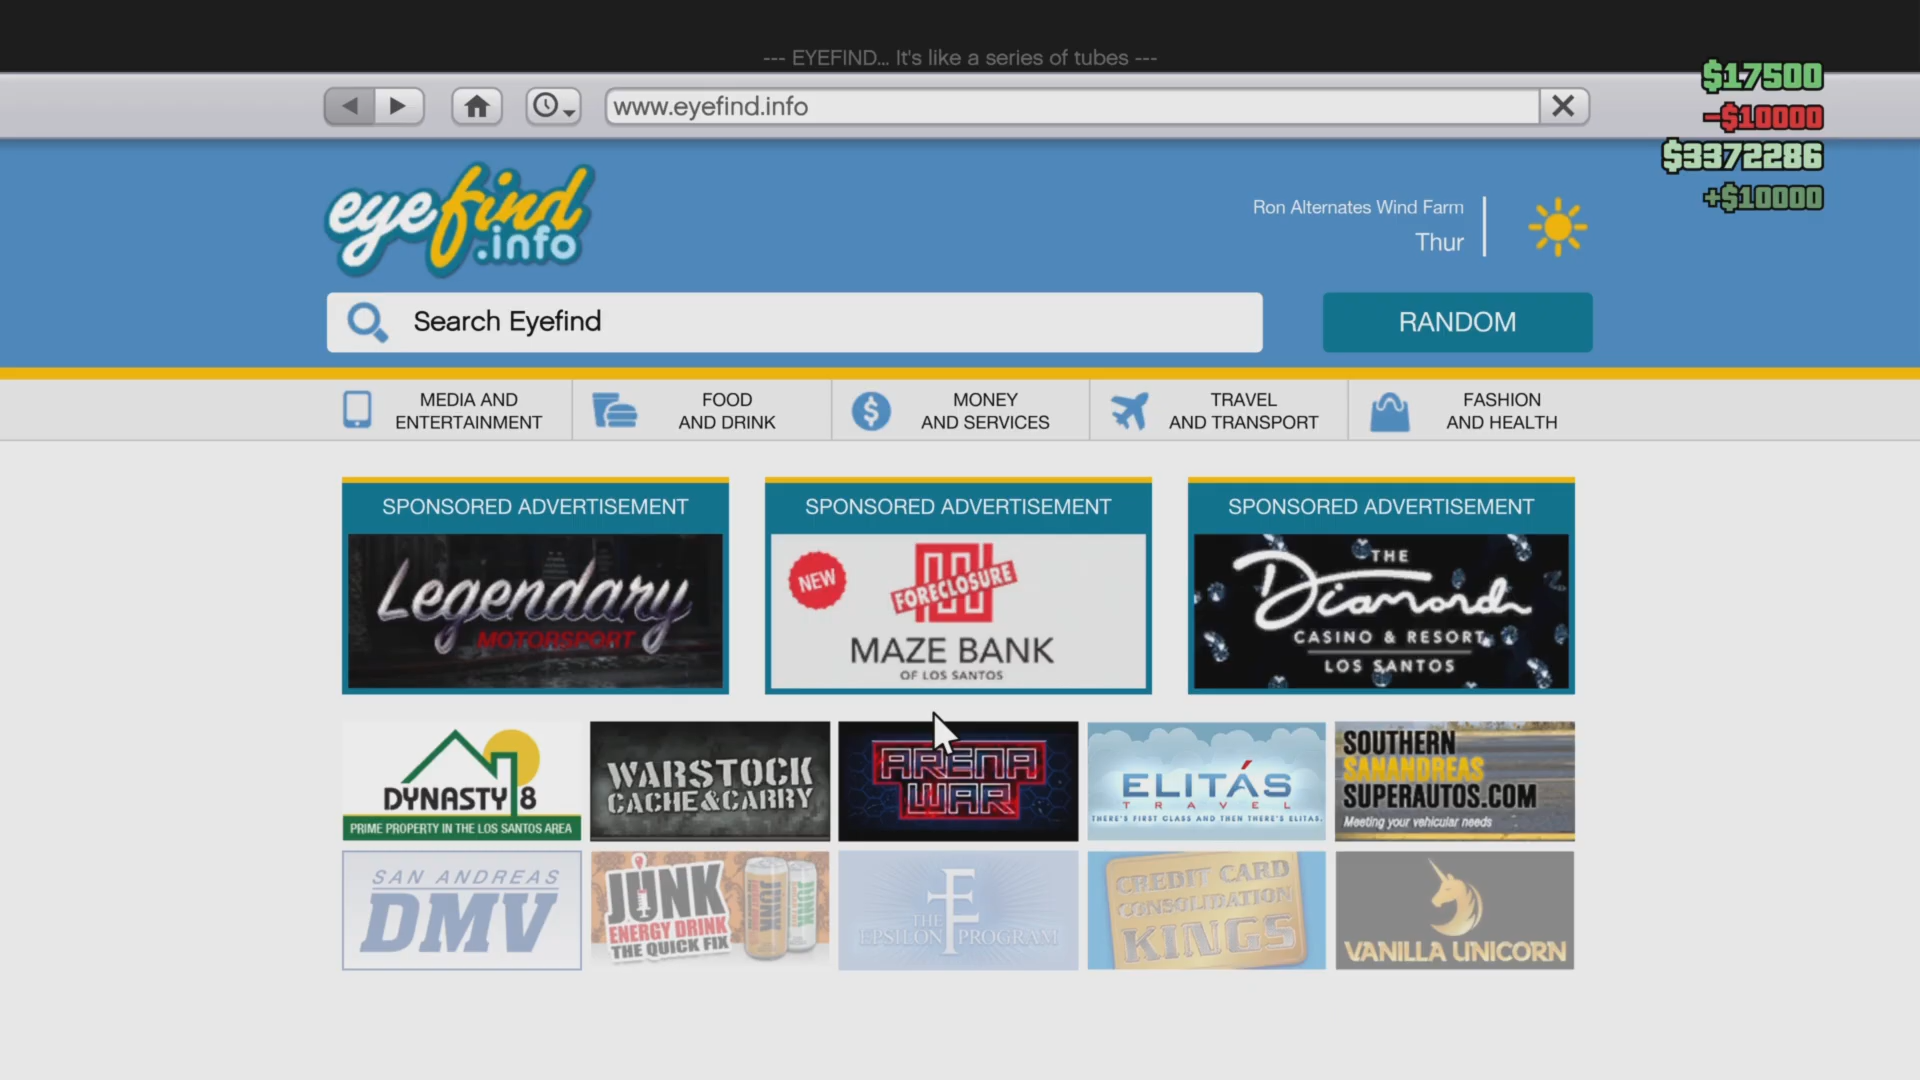 --- EYEFIND... It's like a series of tubes ---
$17500
www.eyefind.info
-$10000
$3372286
+$10000
eyefind
.info
Ron Alternates Wind Farm
Thur
Search Eyefind
RANDOM
MEDIA AND
ENTERTAINMENT
FOOD
AND DRINK
MONEY
AND SERVICES
TRAVEL
AND TRANSPORT
FASHION
AND HEALTH
SPONSORED ADVERTISEMENT
Legendary
MOTORSPORT
SPONSORED ADVERTISEMENT
NEW
FORECLOSURE
MAZE BANK
OF LOS SANTOS
SPONSORED ADVERTISEMENT
THE
Diamond
CASINO & RESORT
LOS SANTOS
DYNASTY 8
PRIME PROPERTY IN THE LOS SANTOS AREA
WARSTOCK
CACHE&CARRY
ARENA
WAR
ELITÁS
TRAVEL
THERE'S FIRST CLASS AND THEN THERE'S ELITAS.
SOUTHERN
SANANDREAS
SUPERAUTOS.COM
Meeting your vehicular needs
SAN ANDREAS
DMV
JUNK
ENERGY DRINK
THE QUICK FIX
THE
EPSILON PROGRAM
CREDIT CARD
CONSOLIDATION
KINGS
VANILLA UNICORN